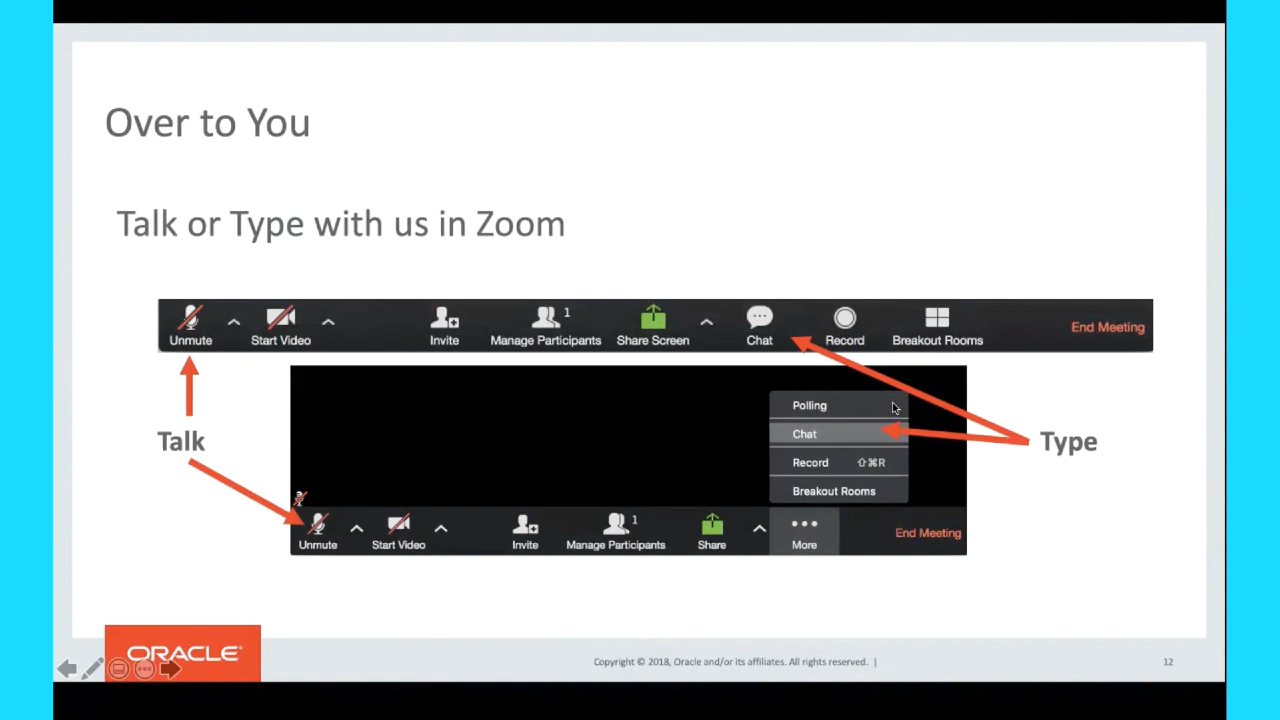 Over to You
Talk or Type with us in Zoom
1
Unmute Start Video Invite Manage Participants Share Screen Chat Record Breakout Rooms End Meeting
Polling
Chat
Talk
Type
Record ⇧⌘R
Breakout Rooms
1
Unmute Start Video Invite Manage Participants Share More End Meeting
ORACLE®
Copyright © 2018, Oracle and/or its affiliates. All rights reserved. | 12